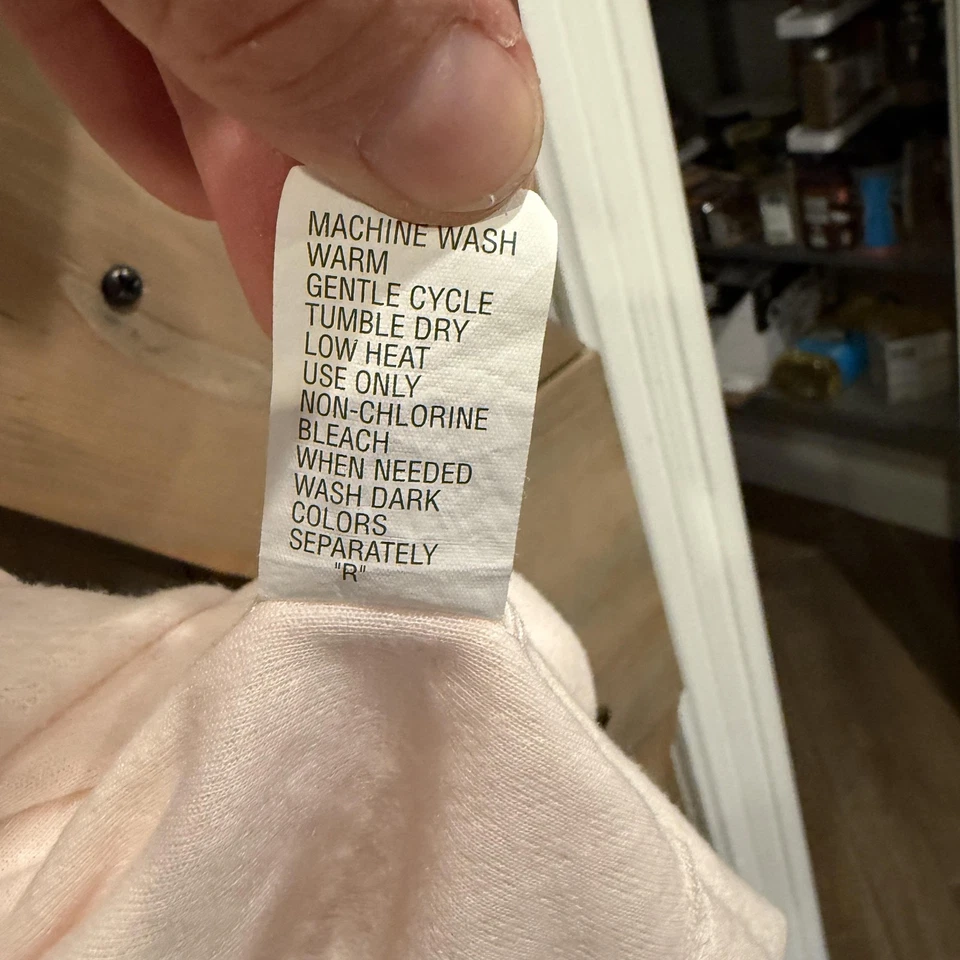 MACHINE WASH
WARM
GENTLE CYCLE
TUMBLE DRY
LOW HEAT
USE ONLY
NON-CHLORINE
BLEACH
WHEN NEEDED
WASH DARK
COLORS
SEPARATELY
"R"